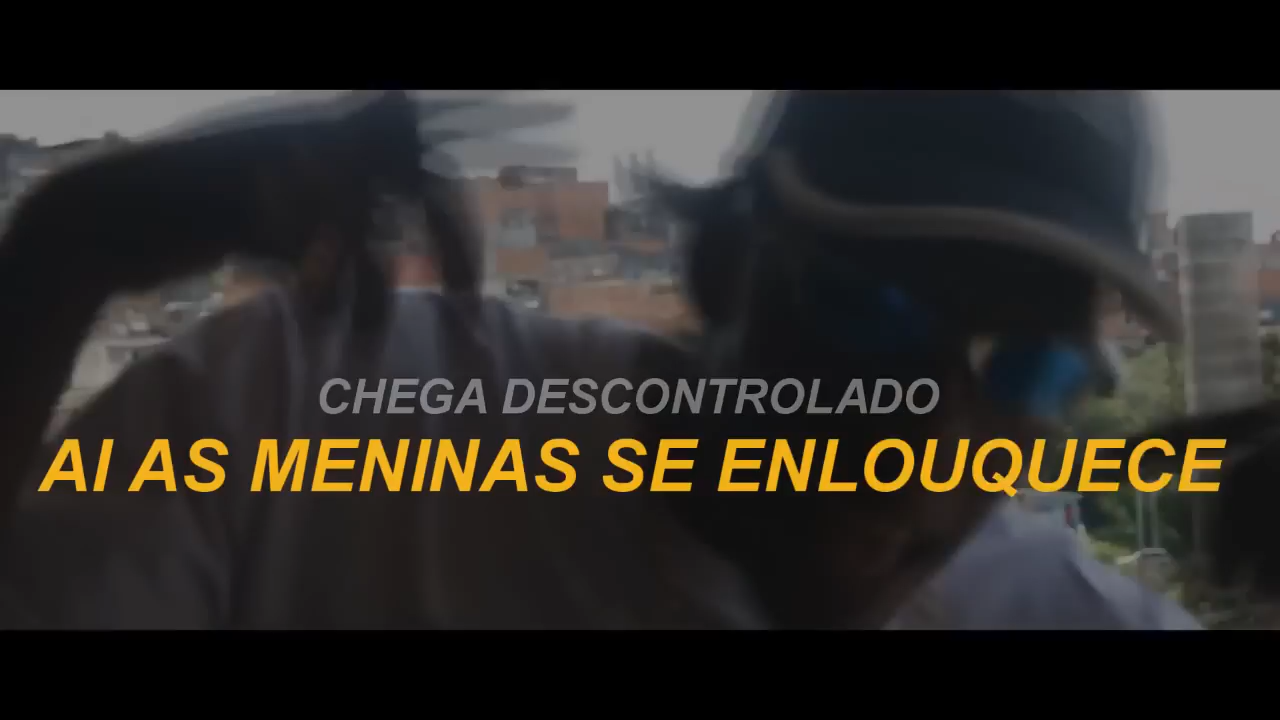 CHEGA DESCONTROLADO
AI AS MENINAS SE ENLOUQUECE